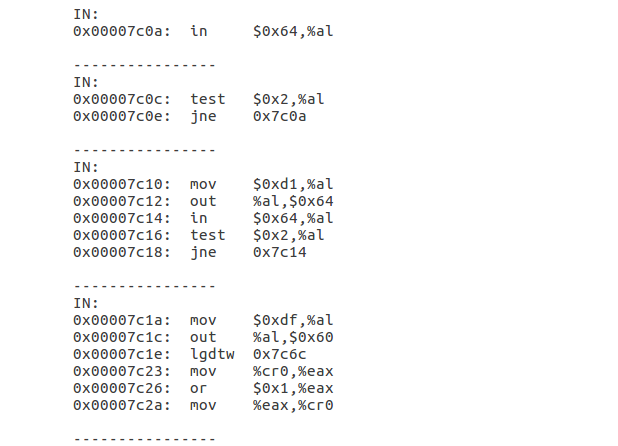 IN:
0x00007c0a:  in     $0x64,%al
----------------
IN:
0x00007c0c:  test   $0x2,%al
0x00007c0e:  jne    0x7c0a
----------------
IN:
0x00007c10:  mov    $0xd1,%al
0x00007c12:  out    %al,$0x64
0x00007c14:  in     $0x64,%al
0x00007c16:  test   $0x2,%al
0x00007c18:  jne    0x7c14
----------------
IN:
0x00007c1a:  mov    $0xdf,%al
0x00007c1c:  out    %al,$0x60
0x00007c1e:  lgdtw  0x7c6c
0x00007c23:  mov    %cr0,%eax
0x00007c26:  or     $0x1,%eax
0x00007c2a:  mov    %eax,%cr0
----------------